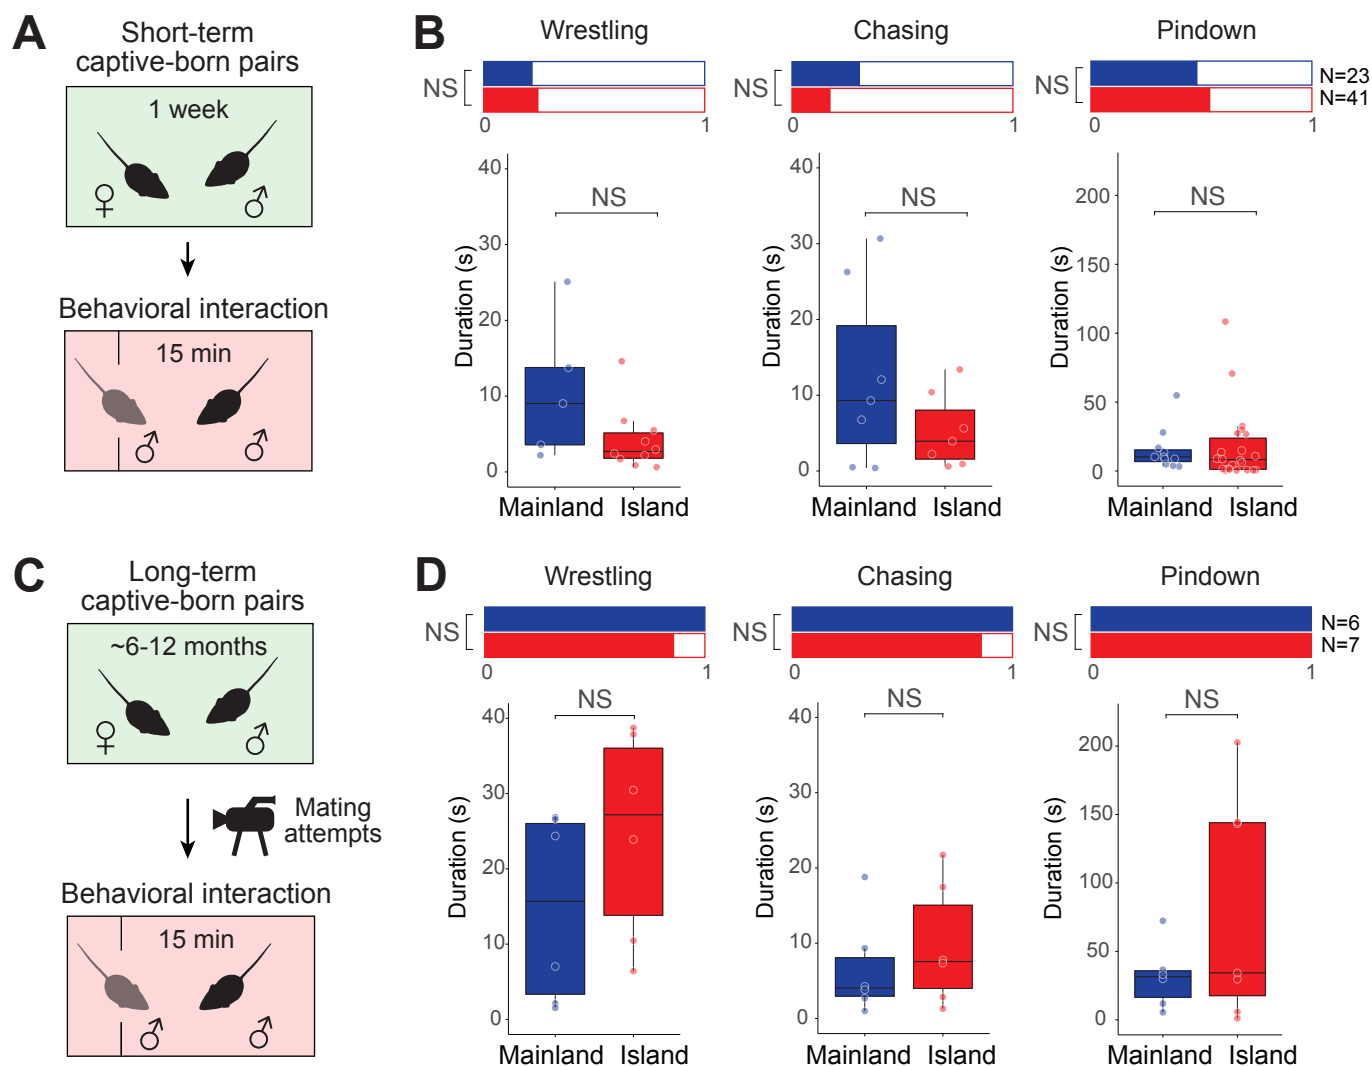 A
Short-term
captive-born pairs
1 week
♀
♂
Behavioral interaction
15 min
♂
♂
B
Wrestling
NS
0
1
Chasing
NS
0
1
Pindown
NS
N=23
N=41
0
1
Duration (s)
40
30
20
10
0
NS
Mainland
Island
Duration (s)
40
30
20
10
0
NS
Mainland
Island
Duration (s)
200
150
100
50
0
NS
Mainland
Island
C
Long-term
captive-born pairs
~6-12 months
♀
♂
Mating
attempts
Behavioral interaction
15 min
♂
♂
D
Wrestling
NS
0
1
Chasing
NS
0
1
Pindown
NS
N=6
N=7
0
1
Duration (s)
40
30
20
10
0
NS
Mainland
Island
Duration (s)
40
30
20
10
0
NS
Mainland
Island
Duration (s)
200
150
100
50
0
NS
Mainland
Island